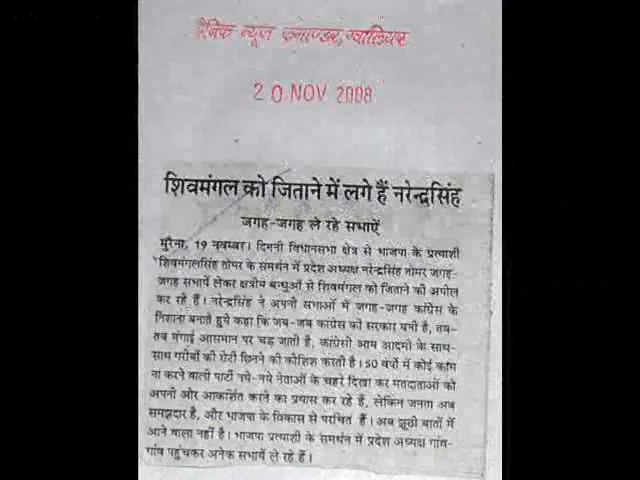 दैनिक न्यूज कमाण्डर, ग्वालियर
20 NOV 2008
शिवमंगल को जिताने में लगे हैं नरेन्द्रसिंह
जगह-जगह ले रहे सभाऐं
मुरैना, 19 नवम्बर। दिमनी विधानसभा क्षेत्र से भाजपा के प्रत्याशी
शिवमंगलसिंह तोमर के समर्थन में प्रदेश अध्यक्ष नरेन्द्रसिंह तोमर जगह-
जगह सभायें लेकर क्षत्रीय बन्धुओं से शिवमंगल को जिताने की अपील
कर रहे हैं। नरेन्द्रसिंह ने अपनी सभाओं में जगह-जगह कांग्रेस के
निशाना बनाते हुये कहा कि जब-जब कांग्रेस की सरकार बनी है, तब-
तब मंगाई आसमान पर चढ़ जाती है, कांग्रेसी आम आदमी के साथ-
साथ गरीबों की रोटी छिनने की कोशिश करती है। 50 वर्षो में कोई काम
ना करने वाली पार्टी नये-नये नेताओं के चहरे दिखा कर मतदाताओं को
अपनी ओर आकर्शित करने का प्रयास कर रहे हैं, लेकिन जनता अब
समझदार है, और भाजपा के विकास से परचित हैं। अब झूठी बातों में
आने वाला नहीं है। भाजपा प्रत्याशी के समर्थन में प्रदेश अध्यक्ष गांव-
गांव पहुंचकर अनेक सभायें ले रहे हैं।